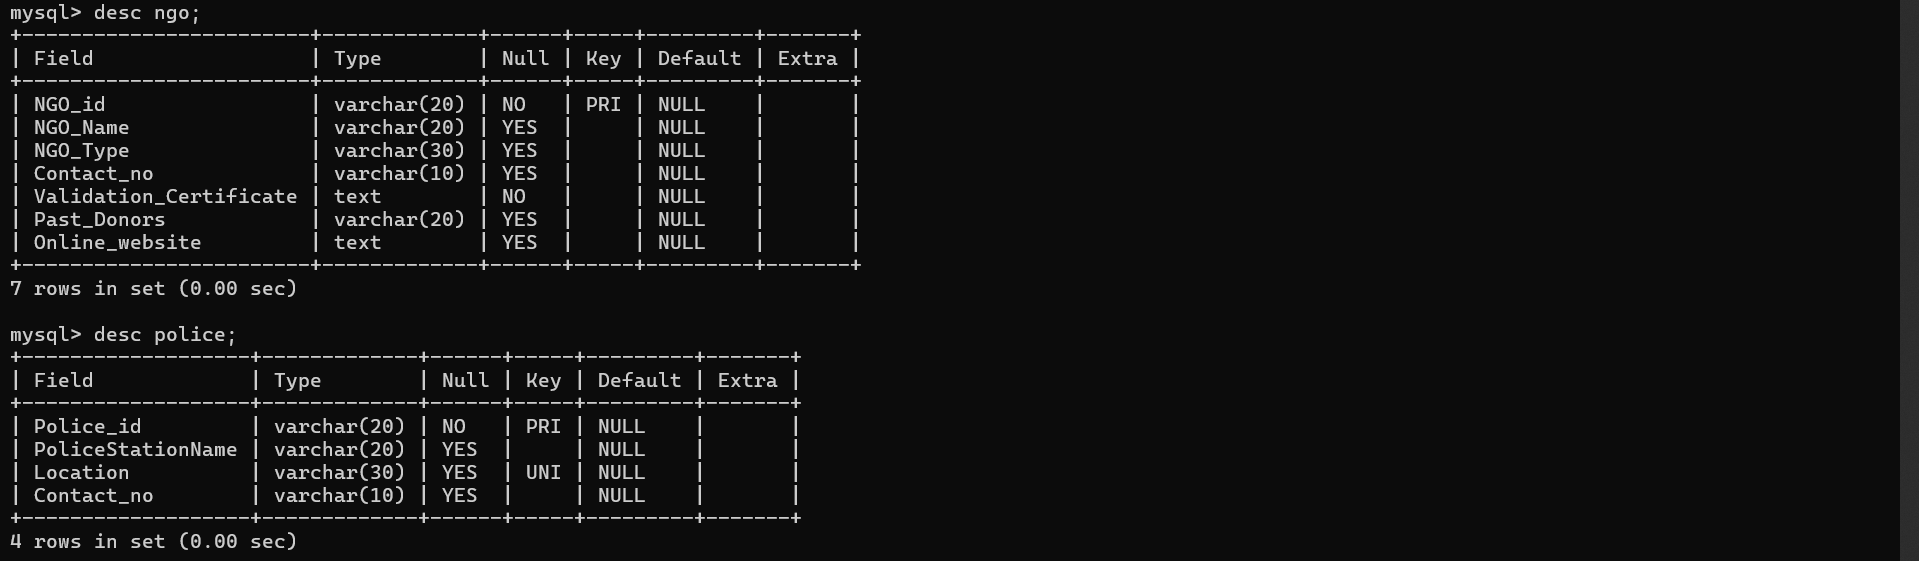 mysql> desc ngo;
+------------------------+-------------+------+-----+---------+-------+
| Field                  | Type        | Null | Key | Default | Extra |
+------------------------+-------------+------+-----+---------+-------+
| NGO_id                 | varchar(20) | NO   | PRI | NULL    |       |
| NGO_Name               | varchar(20) | YES  |     | NULL    |       |
| NGO_Type               | varchar(30) | YES  |     | NULL    |       |
| Contact_no             | varchar(10) | YES  |     | NULL    |       |
| Validation_Certificate | text        | NO   |     | NULL    |       |
| Past_Donors            | varchar(20) | YES  |     | NULL    |       |
| Online_website         | text        | YES  |     | NULL    |       |
+------------------------+-------------+------+-----+---------+-------+
7 rows in set (0.00 sec)

mysql> desc police;
+-------------------+-------------+------+-----+---------+-------+
| Field             | Type        | Null | Key | Default | Extra |
+-------------------+-------------+------+-----+---------+-------+
| Police_id         | varchar(20) | NO   | PRI | NULL    |       |
| PoliceStationName | varchar(20) | YES  |     | NULL    |       |
| Location          | varchar(30) | YES  | UNI | NULL    |       |
| Contact_no        | varchar(10) | YES  |     | NULL    |       |
+-------------------+-------------+------+-----+---------+-------+
4 rows in set (0.00 sec)